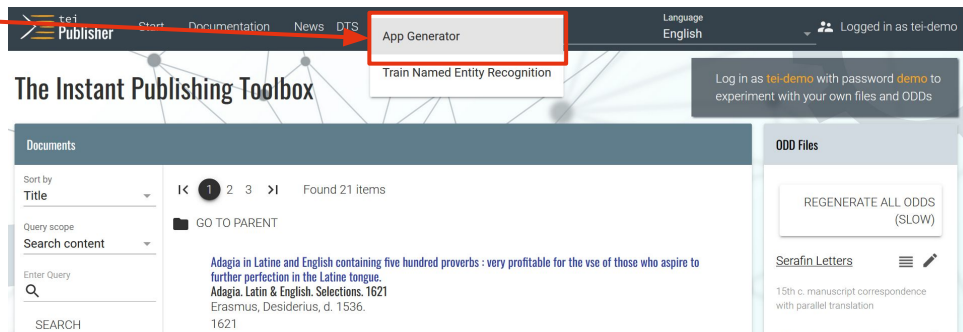 tei
Publisher
Start
Documentation
News
DTS
App Generator
Train Named Entity Recognition
Language
English
Logged in as tei-demo
The Instant Publishing Toolbox
Log in as tei-demo with password demo to
experiment with your own files and ODDs
Documents
Sort by
Title
Query scope
Search content
Enter Query
SEARCH
1 2 3 Found 21 items
GO TO PARENT
Adagia in Latine and English containing five hundred proverbs : very profitable for the vse of those who aspire to
further perfection in the Latine tongue.
Adagia. Latin & English. Selections. 1621
Erasmus, Desiderius, d. 1536.
1621
ODD Files
REGENERATE ALL ODDS
(SLOW)
Serafin Letters
15th c. manuscript correspondence
with parallel translation